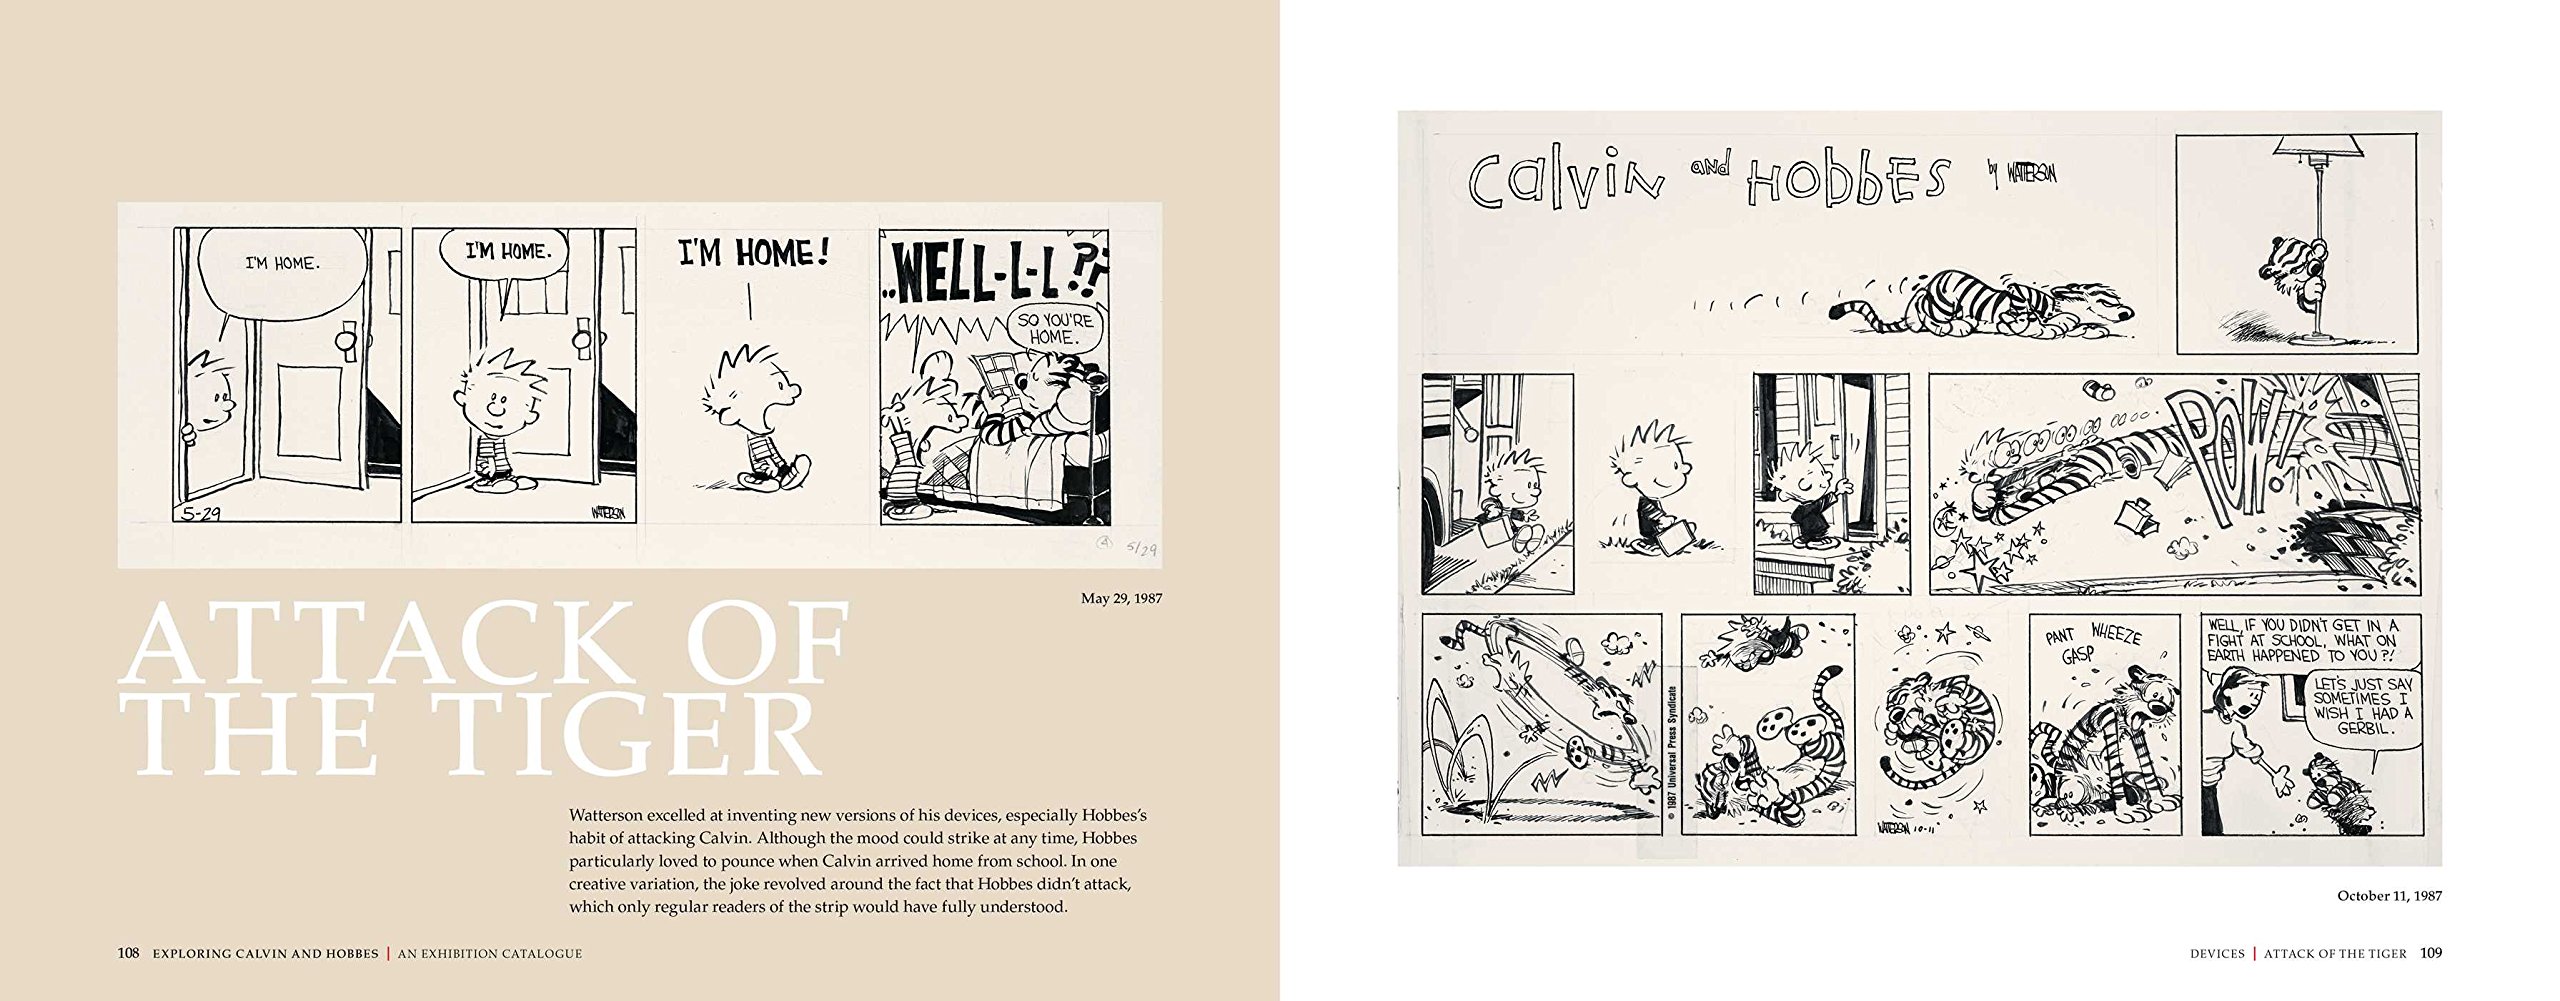 I'M HOME.
I'M HOME.
I'M HOME!
..WELL-L-L ?!
SO YOU'RE
HOME.
5-29
WATTERSON
4
5/29
May 29, 1987
ATTACK OF
THE TIGER
Watterson excelled at inventing new versions of his devices, especially Hobbes's
habit of attacking Calvin. Although the mood could strike at any time, Hobbes
particularly loved to pounce when Calvin arrived home from school. In one
creative variation, the joke revolved around the fact that Hobbes didn't attack,
which only regular readers of the strip would have fully understood.
108 EXPLORING CALVIN AND HOBBES | AN EXHIBITION CATALOGUE
Calvin and HOBBES by WATTERSON
POW!
© 1987 Universal Press Syndicate
WATTERSON 10-11
PANT WHEEZE
GASP
WELL, IF YOU DIDN'T GET IN A
FIGHT AT SCHOOL, WHAT ON
EARTH HAPPENED TO YOU?!
LET'S JUST SAY
SOMETIMES I
WISH I HAD A
GERBIL.
October 11, 1987
DEVICES | ATTACK OF THE TIGER 109